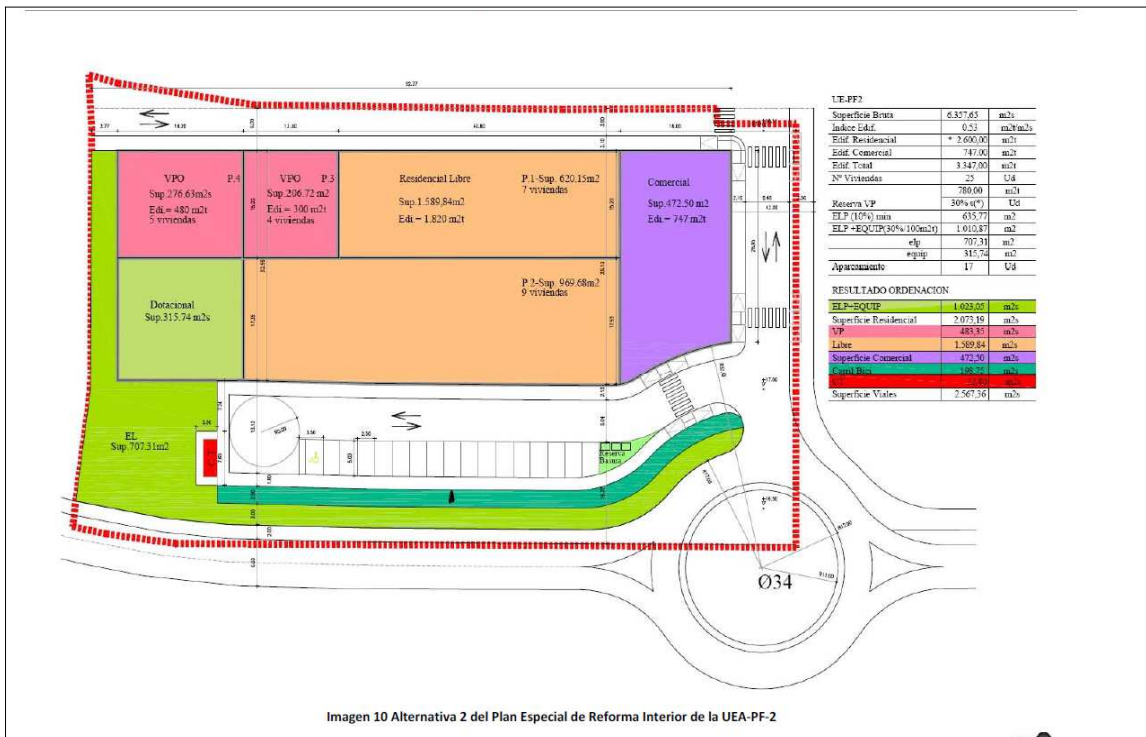 UE-PF2
Superficie Bruta 6.357,65 m2s
Indice Edif. 0.53 m2t/m2s
Edif. Residencial * 2.600,00 m2t
Edif. Comercial 747.00 m2t
Edif. Total 3.347.00 m2t
Nº Viviendas 25 Ud
780,00 m2t
Reserva VP 30% s(*) Ud
ELP (10%) min 635,77 m2
ELP +EQUIP(30%/100m2t) 1.010,87 m2
elp 707,31 m2
equip 315,74 m2
Aparcamiento 17 Ud
RESULTADO ORDENACION
ELP+EQUIP 1.023,05 m2s
Superficie Residencial 2.073,19 m2s
VP 483,35 m2s
Libre 1.589,84 m2s
Superficie Comercial 472,50 m2s
Carril Bici 198,75 m2s
Superficie Viales 2.567,36 m2s
VPO P.4
Sup.276.63m2s
Edi.= 480 m2t
5 viviendas
VPO P.3
Sup.206.72 m2
Edi = 300 m2t
4 viviendas
Residencial Libre
Sup.1.589,84m2
Edi = 1.820 m2t
P.1-Sup. 620.15m2
7 viviendas
Comercial
Sup.472.50 m2
Edi = 747 m2t
Dotacional
Sup.315.74 m2s
P.2-Sup. 969.68m2
9 viviendas
EL
Sup.707.31m2
Reserva
Basura
Ø34
Imagen 10 Alternativa 2 del Plan Especial de Reforma Interior de la UEA-PF-2